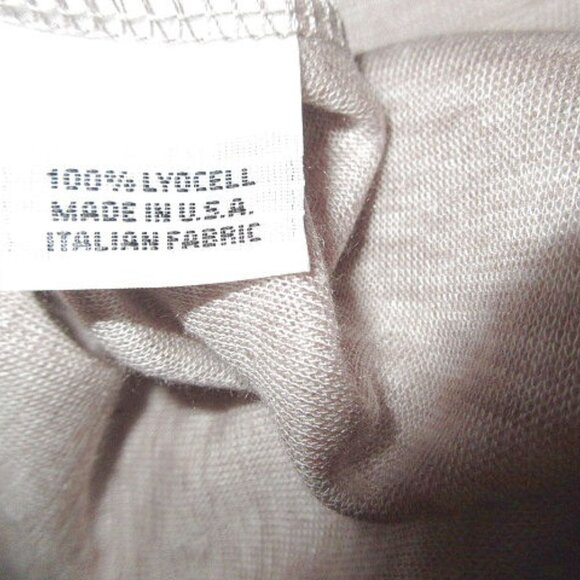 100% LYOCELL
MADE IN U.S.A.
ITALIAN FABRIC